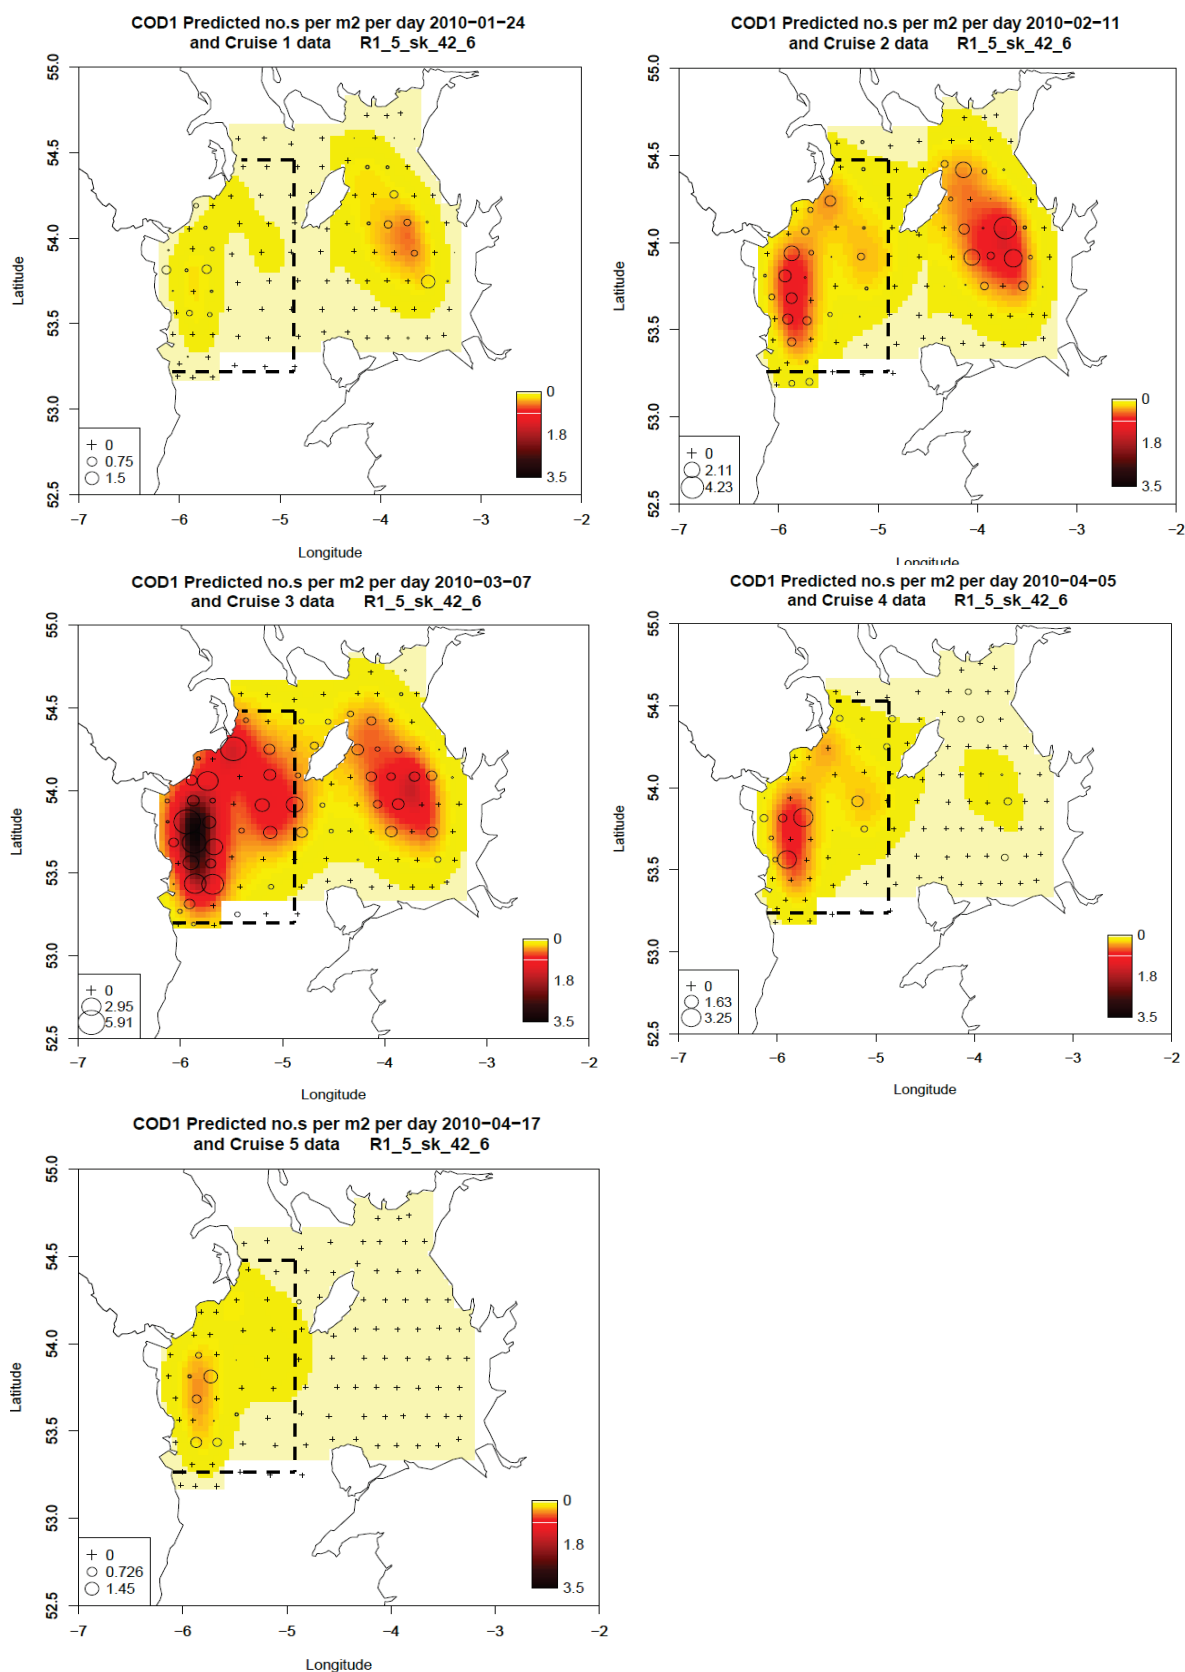 COD1 Predicted no.s per m2 per day 2010−01−24
and Cruise 1 data R1_5_sk_42_6
55.0
54.5
54.0
53.5
53.0
52.5
Latitude
0
1.8
3.5
+ 0
0.75
1.5
−7 −6 −5 −4 −3 −2
Longitude
COD1 Predicted no.s per m2 per day 2010−02−11
and Cruise 2 data R1_5_sk_42_6
55.0
54.5
54.0
53.5
53.0
52.5
Latitude
0
1.8
3.5
+ 0
2.11
4.23
−7 −6 −5 −4 −3 −2
Longitude
COD1 Predicted no.s per m2 per day 2010−03−07
and Cruise 3 data R1_5_sk_42_6
55.0
54.5
54.0
53.5
53.0
52.5
Latitude
0
1.8
3.5
+ 0
2.95
5.91
−7 −6 −5 −4 −3 −2
Longitude
COD1 Predicted no.s per m2 per day 2010−04−05
and Cruise 4 data R1_5_sk_42_6
55.0
54.5
54.0
53.5
53.0
52.5
Latitude
0
1.8
3.5
+ 0
1.63
3.25
−7 −6 −5 −4 −3 −2
Longitude
COD1 Predicted no.s per m2 per day 2010−04−17
and Cruise 5 data R1_5_sk_42_6
55.0
54.5
54.0
53.5
53.0
52.5
Latitude
0
1.8
3.5
+ 0
0.726
1.45
−7 −6 −5 −4 −3 −2
Longitude